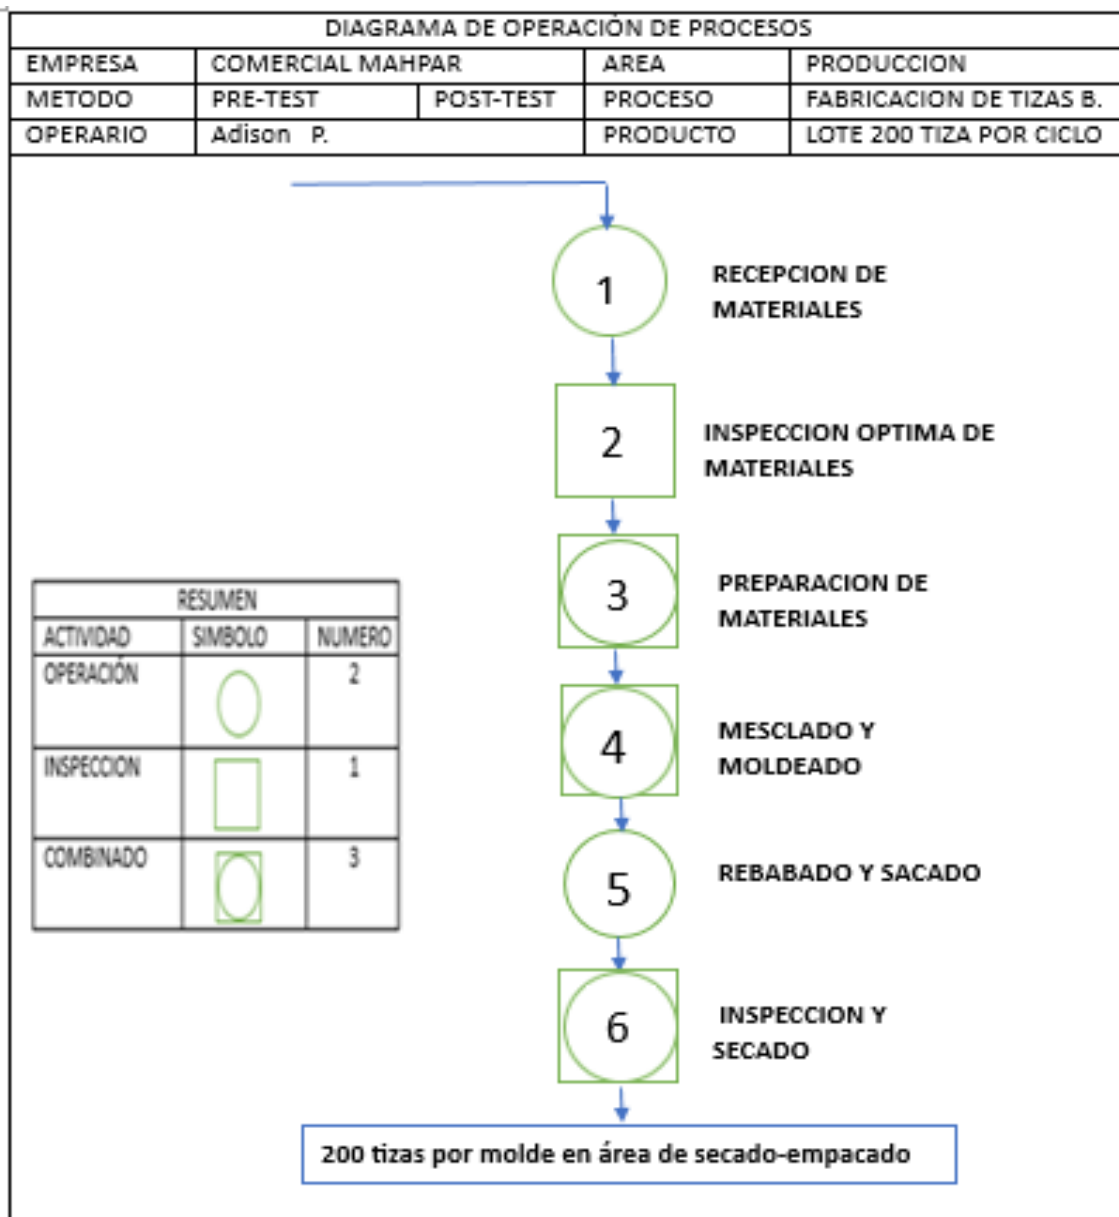 DIAGRAMA DE OPERACIÓN DE PROCESOS
EMPRESA COMERCIAL MAHPAR AREA PRODUCCION
METODO PRE-TEST POST-TEST PROCESO FABRICACION DE TIZAS B.
OPERARIO Adison P. PRODUCTO LOTE 200 TIZA POR CICLO
1
RECEPCION DE
MATERIALES
2
INSPECCION OPTIMA DE
MATERIALES
3
PREPARACION DE
MATERIALES
4
MESCLADO Y
MOLDEADO
5
REBABADO Y SACADO
6
INSPECCION Y
SECADO
200 tizas por molde en área de secado-empacado
RESUMEN
ACTIVIDAD SIMBOLO NUMERO
OPERACIÓN 2
INSPECCION 1
COMBINADO 3